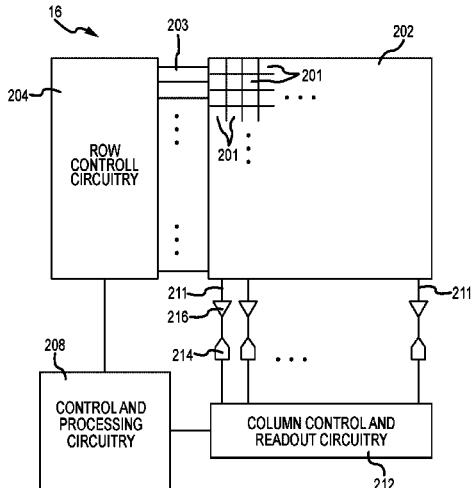 16
203
202
204
201
201
ROW
CONTROLL
CIRCUITRY
211
211
216
214
208
CONTROL AND
PROCESSING
CIRCUITRY
COLUMN CONTROL AND
READOUT CIRCUITRY
212